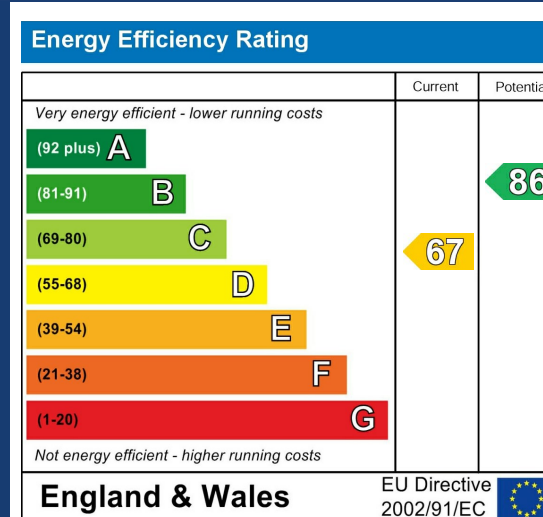 Energy Efficiency Rating
Current Potentia
Very energy efficient - lower running costs
(92 plus) A
(81-91) B
86
(69-80) C
67
(55-68) D
(39-54) E
(21-38) F
(1-20) G
Not energy efficient - higher running costs
England & Wales
EU Directive
2002/91/EC